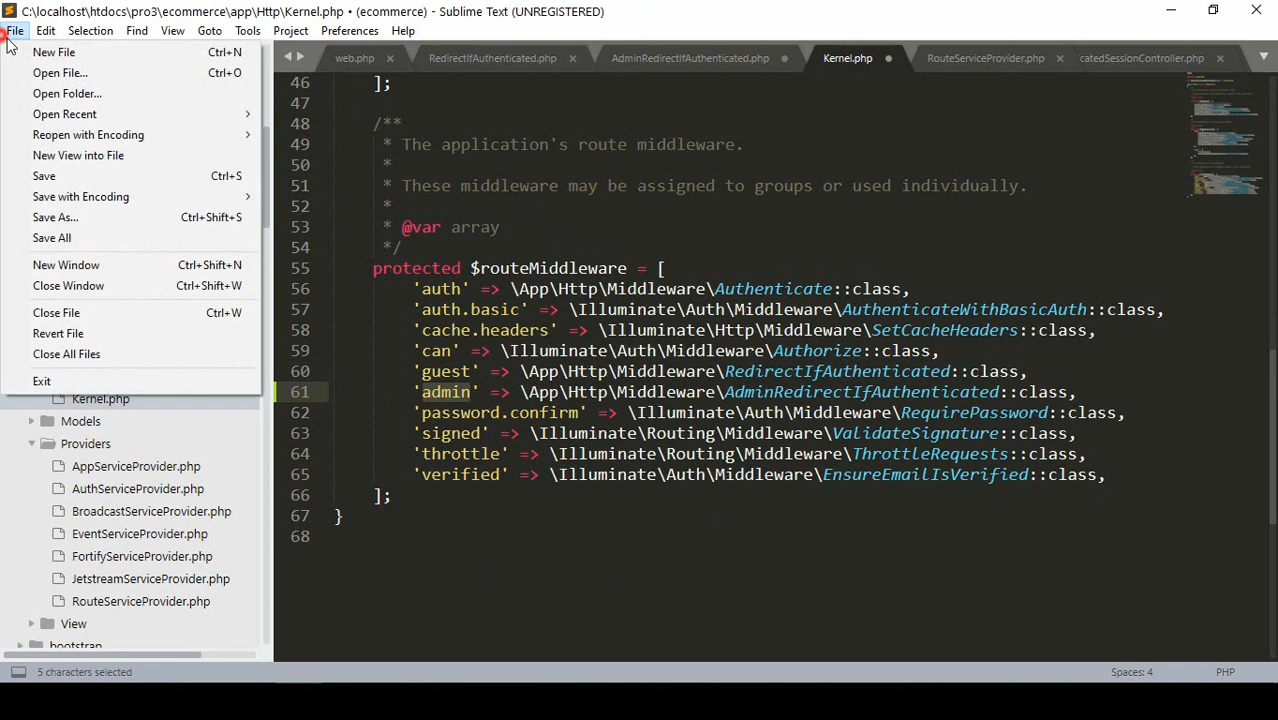 C:\localhost\htdocs\pro3\ecommerce\app\Http\Kernel.php • (ecommerce) - Sublime Text (UNREGISTERED)
File Edit Selection Find View Goto Tools Project Preferences Help
New File Ctrl+N
Open File... Ctrl+O
Open Folder...
Open Recent
Reopen with Encoding
New View into File
Save Ctrl+S
Save with Encoding
Save As... Ctrl+Shift+S
Save All
New Window Ctrl+Shift+N
Close Window Ctrl+Shift+W
Close File Ctrl+W
Revert File
Close All Files
Exit
Kernel.php
Models
Providers
AppServiceProvider.php
AuthServiceProvider.php
BroadcastServiceProvider.php
EventServiceProvider.php
FortifyServiceProvider.php
JetstreamServiceProvider.php
RouteServiceProvider.php
View
bootstrap
web.php RedirectIfAuthenticated.php AdminRedirectIfAuthenticated.php Kernel.php RouteServiceProvider.php catedSessionController.php
46 ];
47
48 /**
49 * The application's route middleware.
50 *
51 * These middleware may be assigned to groups or used individually.
52 *
53 * @var array
54 */
55 protected $routeMiddleware = [
56 'auth' => \App\Http\Middleware\Authenticate::class,
57 'auth.basic' => \Illuminate\Auth\Middleware\AuthenticateWithBasicAuth::class,
58 'cache.headers' => \Illuminate\Http\Middleware\SetCacheHeaders::class,
59 'can' => \Illuminate\Auth\Middleware\Authorize::class,
60 'guest' => \App\Http\Middleware\RedirectIfAuthenticated::class,
61 'admin' => \App\Http\Middleware\AdminRedirectIfAuthenticated::class,
62 'password.confirm' => \Illuminate\Auth\Middleware\RequirePassword::class,
63 'signed' => \Illuminate\Routing\Middleware\ValidateSignature::class,
64 'throttle' => \Illuminate\Routing\Middleware\ThrottleRequests::class,
65 'verified' => \Illuminate\Auth\Middleware\EnsureEmailIsVerified::class,
66 ];
67 }
68
5 characters selected Spaces: 4 PHP